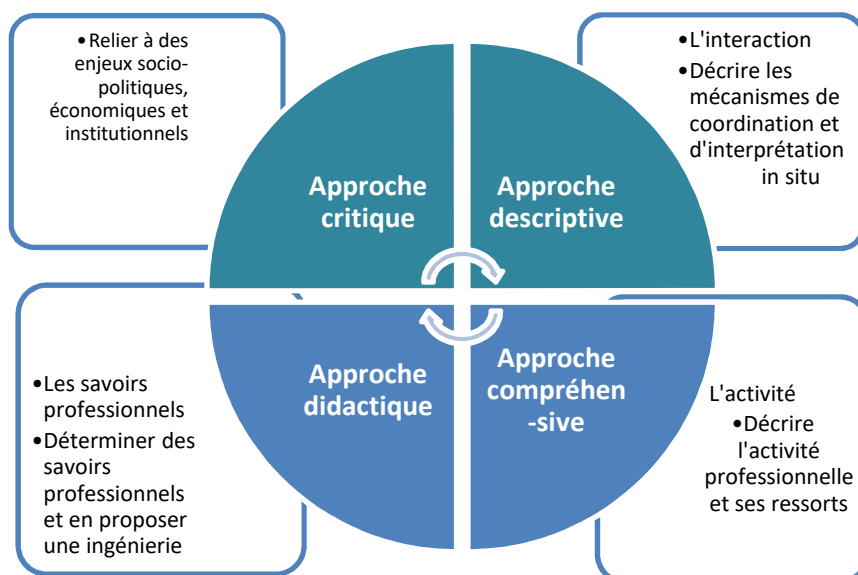 •Relier à des
enjeux socio-
politiques,
économiques et
institutionnels
•L'interaction
•Décrire les
mécanismes de
coordination et
d'interprétation
in situ
Approche
critique
Approche
descriptive
Approche
didactique
Approche
compréhen
-sive
•Les savoirs
professionnels
•Déterminer des
savoirs
professionnels
et en proposer
une ingénierie
L'activité
•Décrire
l'activité
professionnelle
et ses ressorts